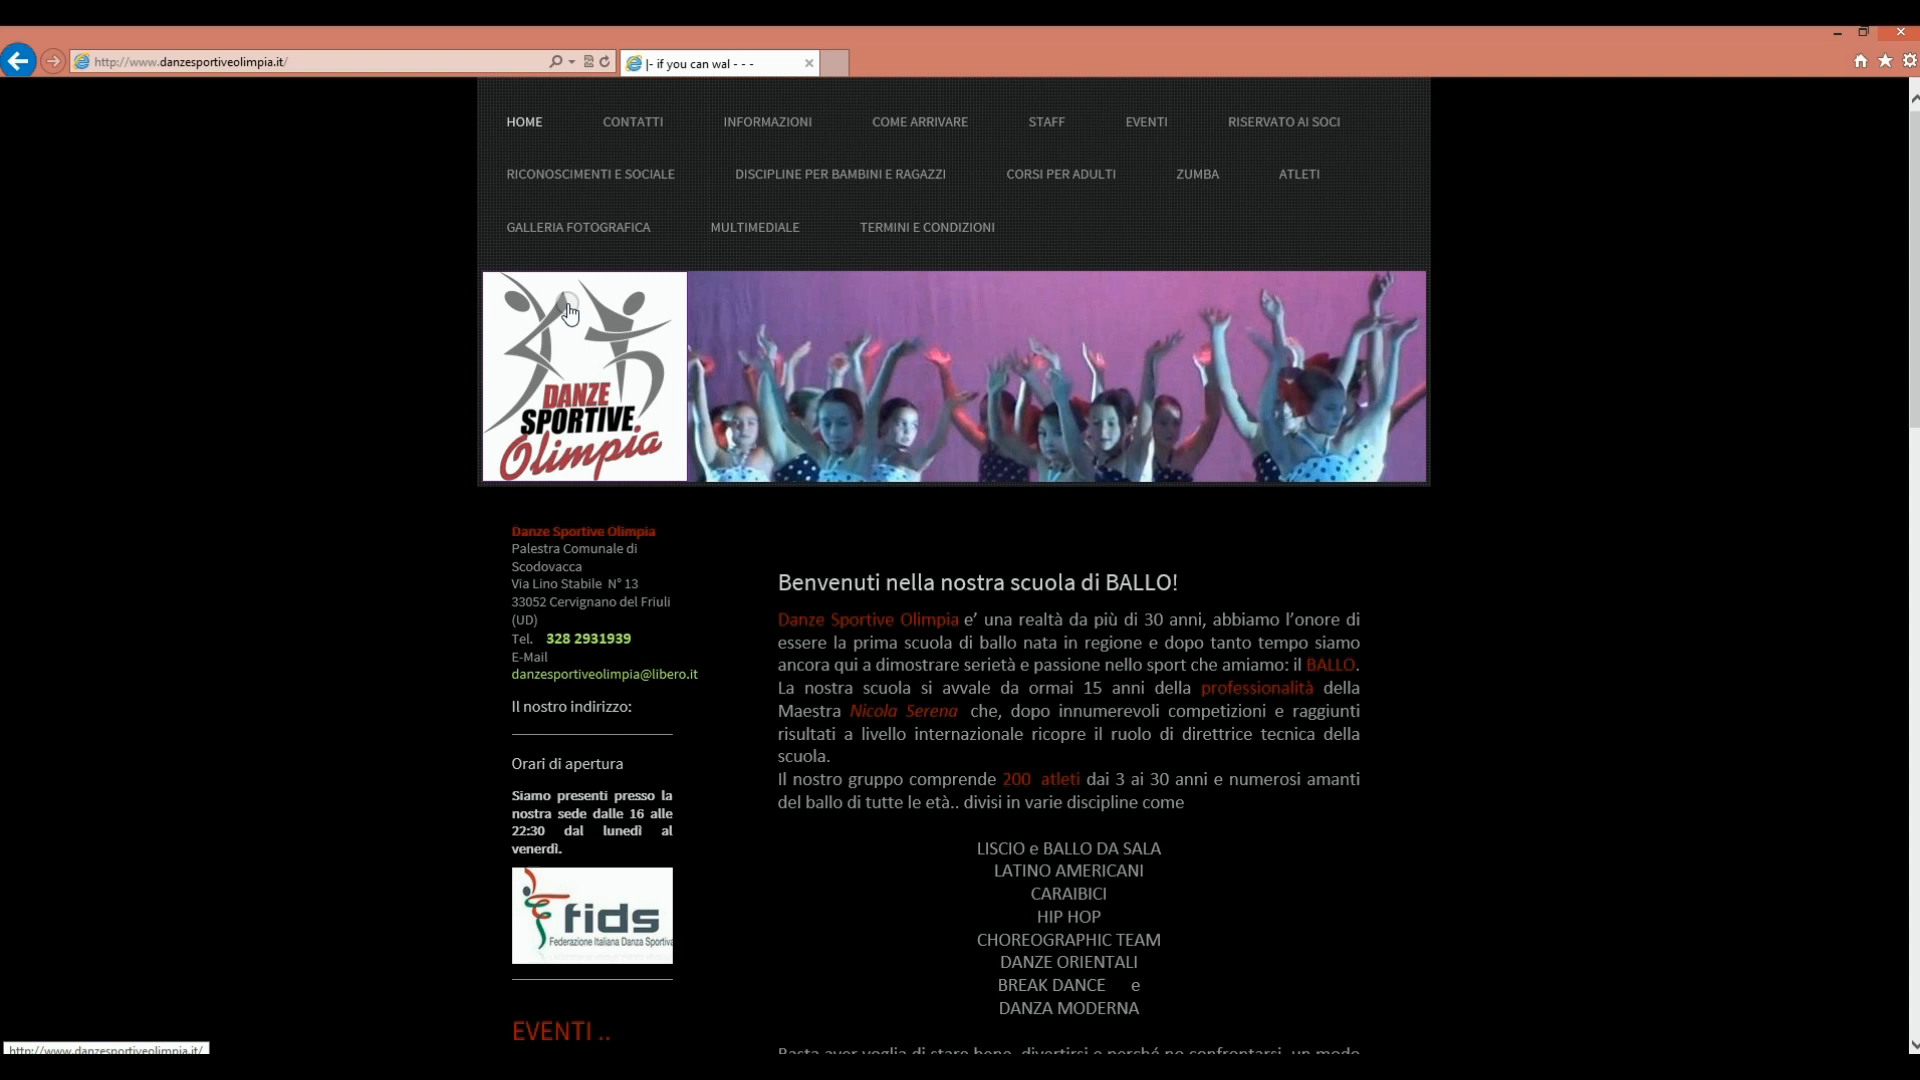 http://www.danzesportiveolimpia.it/
|- if you can wal - - -
HOME CONTATTI INFORMAZIONI COME ARRIVARE STAFF EVENTI RISERVATO AI SOCI
RICONOSCIMENTI E SOCIALE DISCIPLINE PER BAMBINI E RAGAZZI CORSI PER ADULTI ZUMBA ATLETI
GALLERIA FOTOGRAFICA MULTIMEDIALE TERMINI E CONDIZIONI
DANZE
SPORTIVE
Olimpia
Danze Sportive Olimpia
Palestra Comunale di
Scodovacca
Via Lino Stabile N° 13
33052 Cervignano del Friuli
(UD)
Tel. 328 2931939
E-Mail
danzesportiveolimpia@libero.it
Il nostro indirizzo:
Orari di apertura
Siamo presenti presso la
nostra sede dalle 16 alle
22:30 dal lunedì al
venerdì.
fids
Federazione Italiana Danza Sportiva
EVENTI ..
Benvenuti nella nostra scuola di BALLO!
Danze Sportive Olimpia e’ una realtà da più di 30 anni, abbiamo l’onore di
essere la prima scuola di ballo nata in regione e dopo tanto tempo siamo
ancora qui a dimostrare serietà e passione nello sport che amiamo: il BALLO.
La nostra scuola si avvale da ormai 15 anni della professionalità della
Maestra Nicola Serena che, dopo innumerevoli competizioni e raggiunti
risultati a livello internazionale ricopre il ruolo di direttrice tecnica della
scuola.
Il nostro gruppo comprende 200 atleti dai 3 ai 30 anni e numerosi amanti
del ballo di tutte le età.. divisi in varie discipline come
LISCIO e BALLO DA SALA
LATINO AMERICANI
CARAIBICI
HIP HOP
CHOREOGRAPHIC TEAM
DANZE ORIENTALI
BREAK DANCE e
DANZA MODERNA
Basta aver voglia di stare bene, divertirsi e perché no confrontarsi, un modo
http://www.danzesportiveolimpia.it/